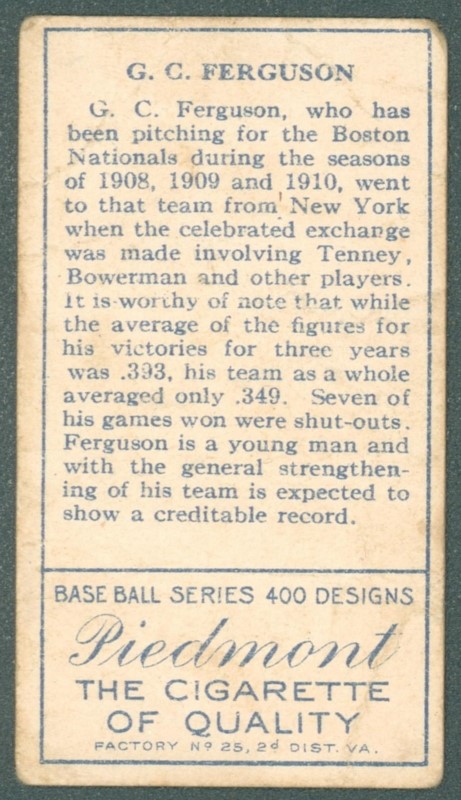 G. C. FERGUSON
G. C. Ferguson, who has
been pitching for the Boston
Nationals during the seasons
of 1908, 1909 and 1910, went
to that team from New York
when the celebrated exchange
was made involving Tenney,
Bowerman and other players.
It is worthy of note that while
the average of the figures for
his victories for three years
was .393, his team as a whole
averaged only .349. Seven of
his games won were shut-outs.
Ferguson is a young man and
with the general strengthen-
ing of his team is expected to
show a creditable record.
BASE BALL SERIES 400 DESIGNS
Piedmont
THE CIGARETTE
OF QUALITY
FACTORY Nº 25, 2d DIST. VA.